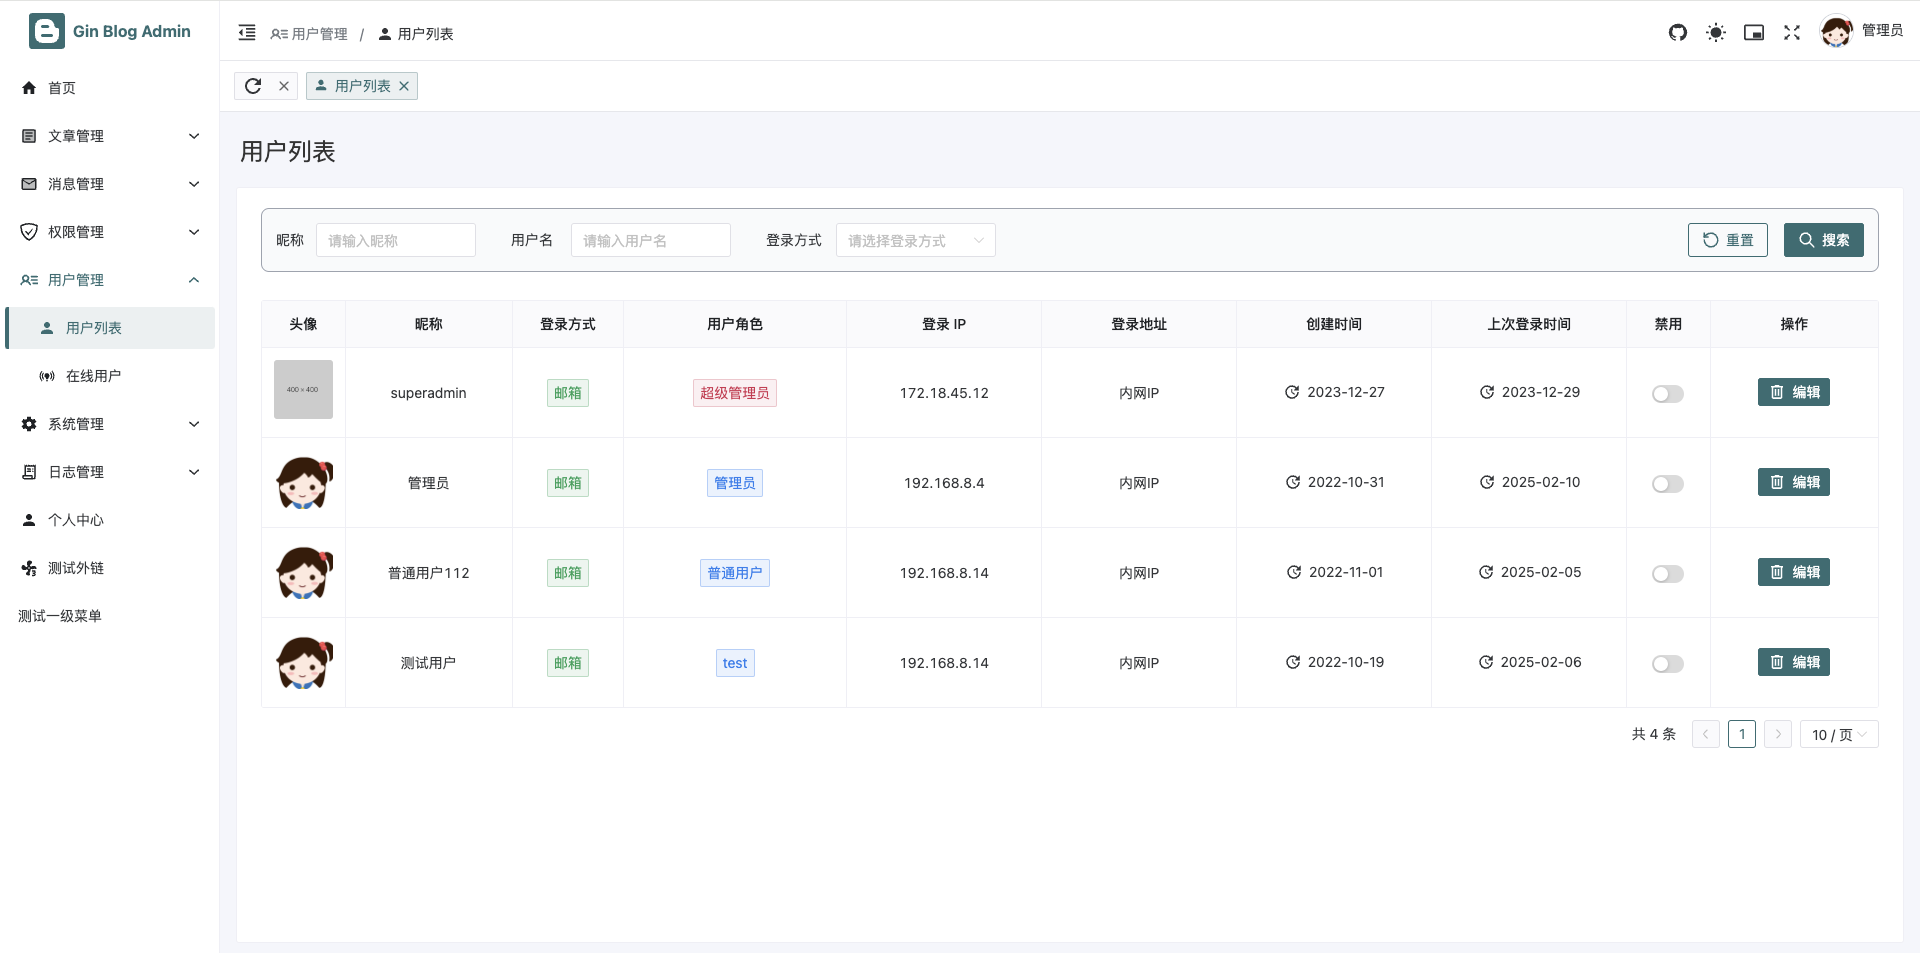 Gin Blog Admin
首页
文章管理
消息管理
权限管理
用户管理
用户列表
在线用户
系统管理
日志管理
个人中心
测试外链
测试一级菜单
用户管理 / 用户列表
管理员
用户列表
用户列表
昵称 请输入昵称 用户名 请输入用户名 登录方式 请选择登录方式 重置 搜索
头像 昵称 登录方式 用户角色 登录 IP 登录地址 创建时间 上次登录时间 禁用 操作
400 × 400 superadmin 邮箱 超级管理员 172.18.45.12 内网IP 2023-12-27 2023-12-29 编辑
管理员 邮箱 管理员 192.168.8.4 内网IP 2022-10-31 2025-02-10 编辑
普通用户112 邮箱 普通用户 192.168.8.14 内网IP 2022-11-01 2025-02-05 编辑
测试用户 邮箱 test 192.168.8.14 内网IP 2022-10-19 2025-02-06 编辑
共 4 条 1 10 / 页